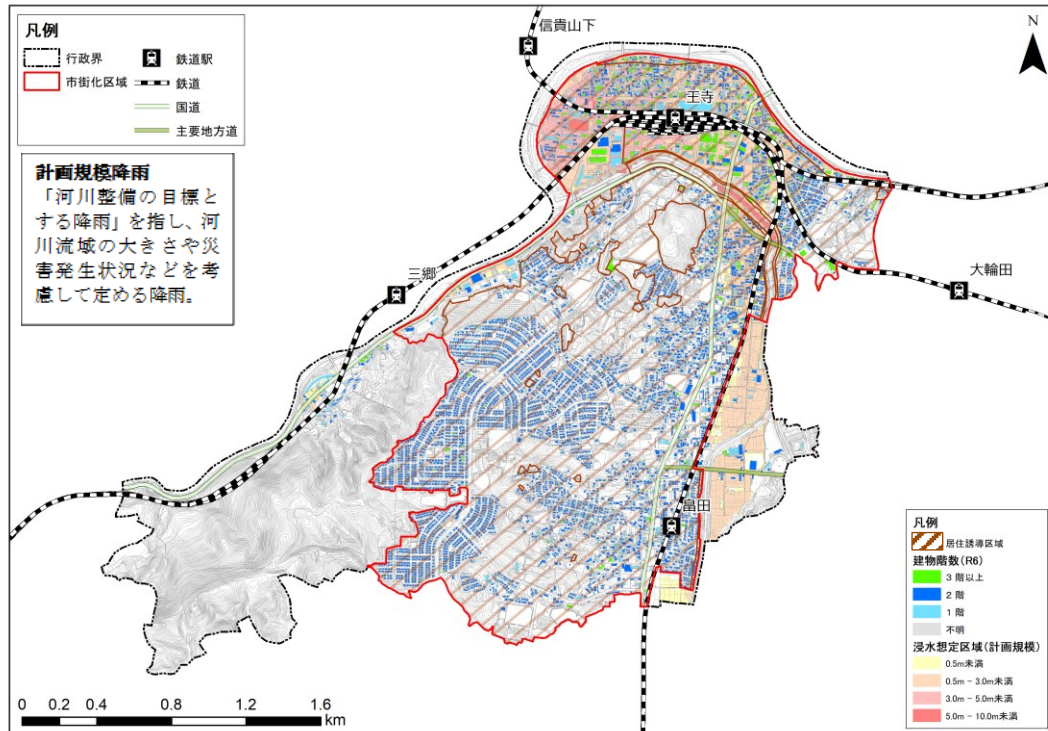 凡例
行政界
鉄道駅
市街化区域
鉄道
国道
主要地方道
計画規模降雨
「河川整備の目標と
する降雨」を指し、河
川流域の大きさや災
害発生状況などを考
慮して定める降雨。
信貴山下
N
王寺
三郷
大輪田
畠田
凡例
居住誘導区域
建物階数(R6)
3 階以上
2 階
1 階
不明
浸水想定区域(計画規模)
0.5m未満
0.5m - 3.0m未満
3.0m - 5.0m未満
5.0m - 10.0m未満
0 0.2 0.4 0.8 1.2 1.6
km